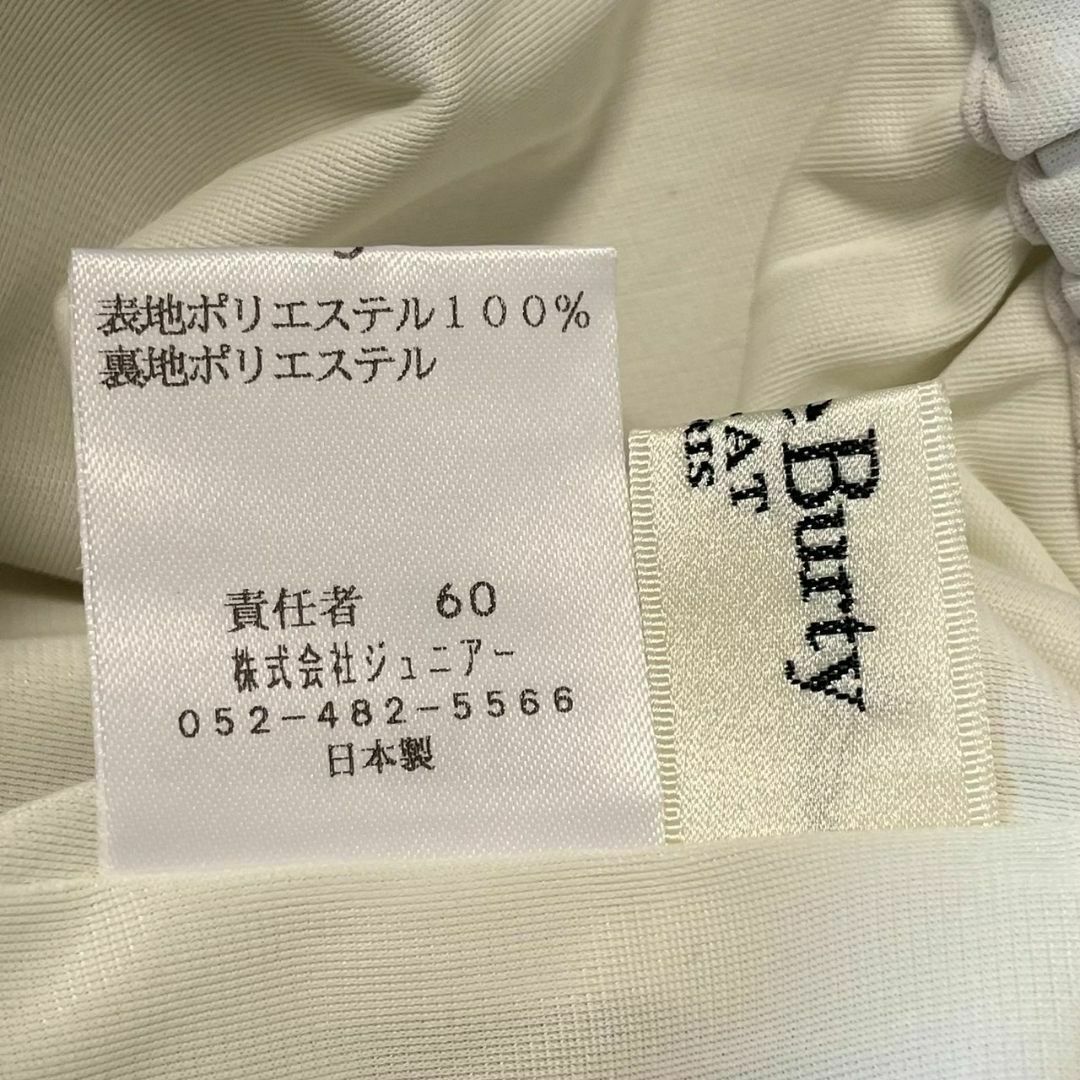 表地ポリエステル１００％
裏地ポリエステル
責任者 60
株式会社ジュニアー
052-482-5566
日本製
Burty